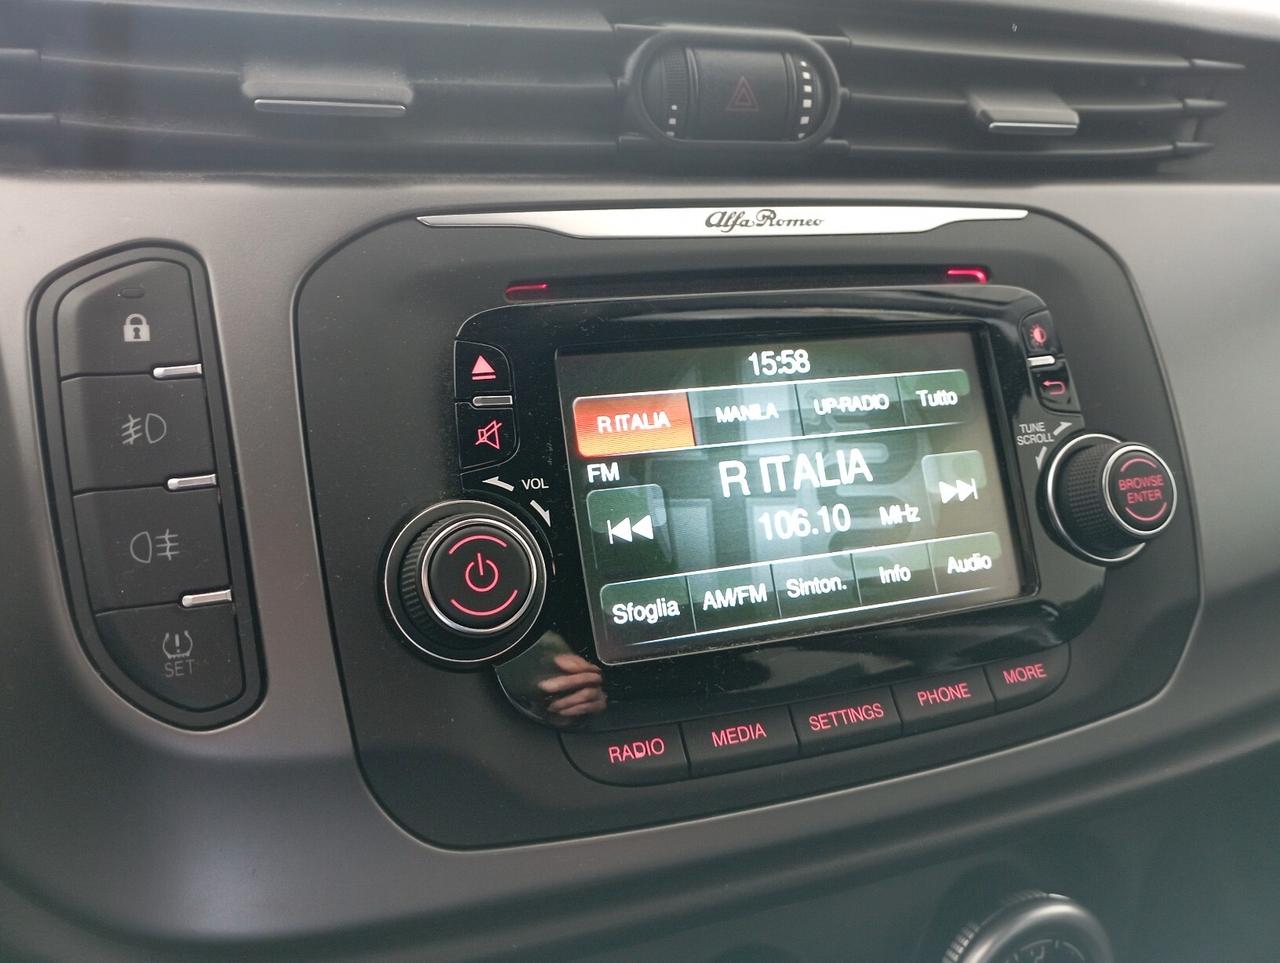 Alfa Romeo
15:58
R ITALIA MANILA UP-RADIO Tutto
FM
R ITALIA
106.10 MHz
Sfoglia AM/FM Sinton. Info Audio
VOL
TUNE
SCROLL
BROWSE
ENTER
SET
RADIO MEDIA SETTINGS PHONE MORE